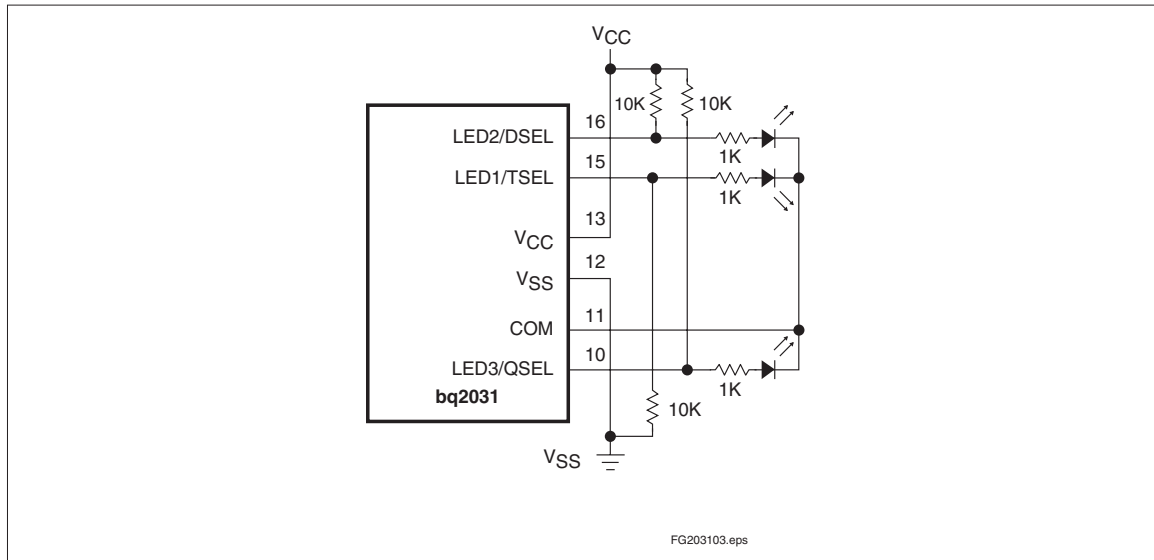 VCC
10K 10K
16
LED2/DSEL
1K
15
LED1/TSEL
1K
13
VCC
12
VSS
11
COM
10
LED3/QSEL
1K
bq2031
10K
VSS
FG203103.eps